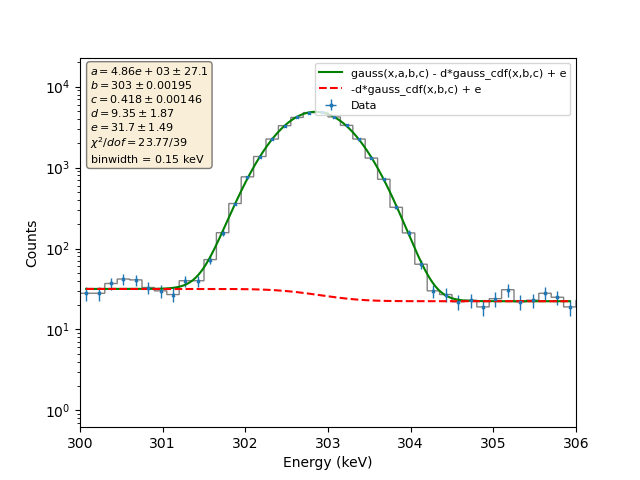 a = 4.86e + 03 ± 27.1
b = 303 ± 0.00195
c = 0.418 ± 0.00146
d = 9.35 ± 1.87
e = 31.7 ± 1.49
χ²/dof = 23.77/39
binwidth = 0.15 keV
gauss(x,a,b,c) - d*gauss_cdf(x,b,c) + e
-d*gauss_cdf(x,b,c) + e
Data
10⁴
10³
10²
10¹
10⁰
Counts
300 301 302 303 304 305 306
Energy (keV)